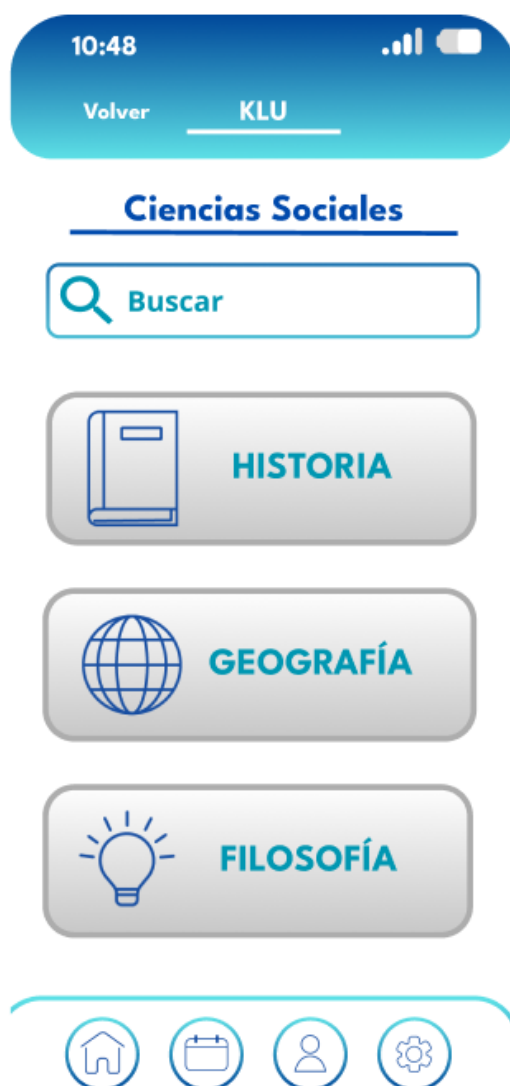 10:48
Volver KLU
Ciencias Sociales
Buscar
HISTORIA
GEOGRAFÍA
FILOSOFÍA